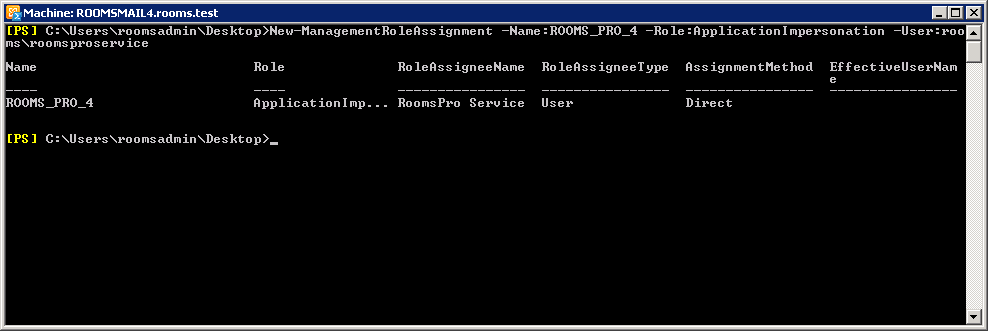 Machine: ROOMSMAIL4.rooms.test
[PS] C:\Users\roomsadmin\Desktop>New-ManagementRoleAssignment -Name:ROOMS_PRO_4 -Role:ApplicationImpersonation -User:roo
ms\roomsproservice
Name Role RoleAssigneeName RoleAssigneeType AssignmentMethod EffectiveUserNam
e
---- ---- ---------------- ---------------- ---------------- ----------------
ROOMS_PRO_4 ApplicationImp... RoomsPro Service User Direct
[PS] C:\Users\roomsadmin\Desktop>_